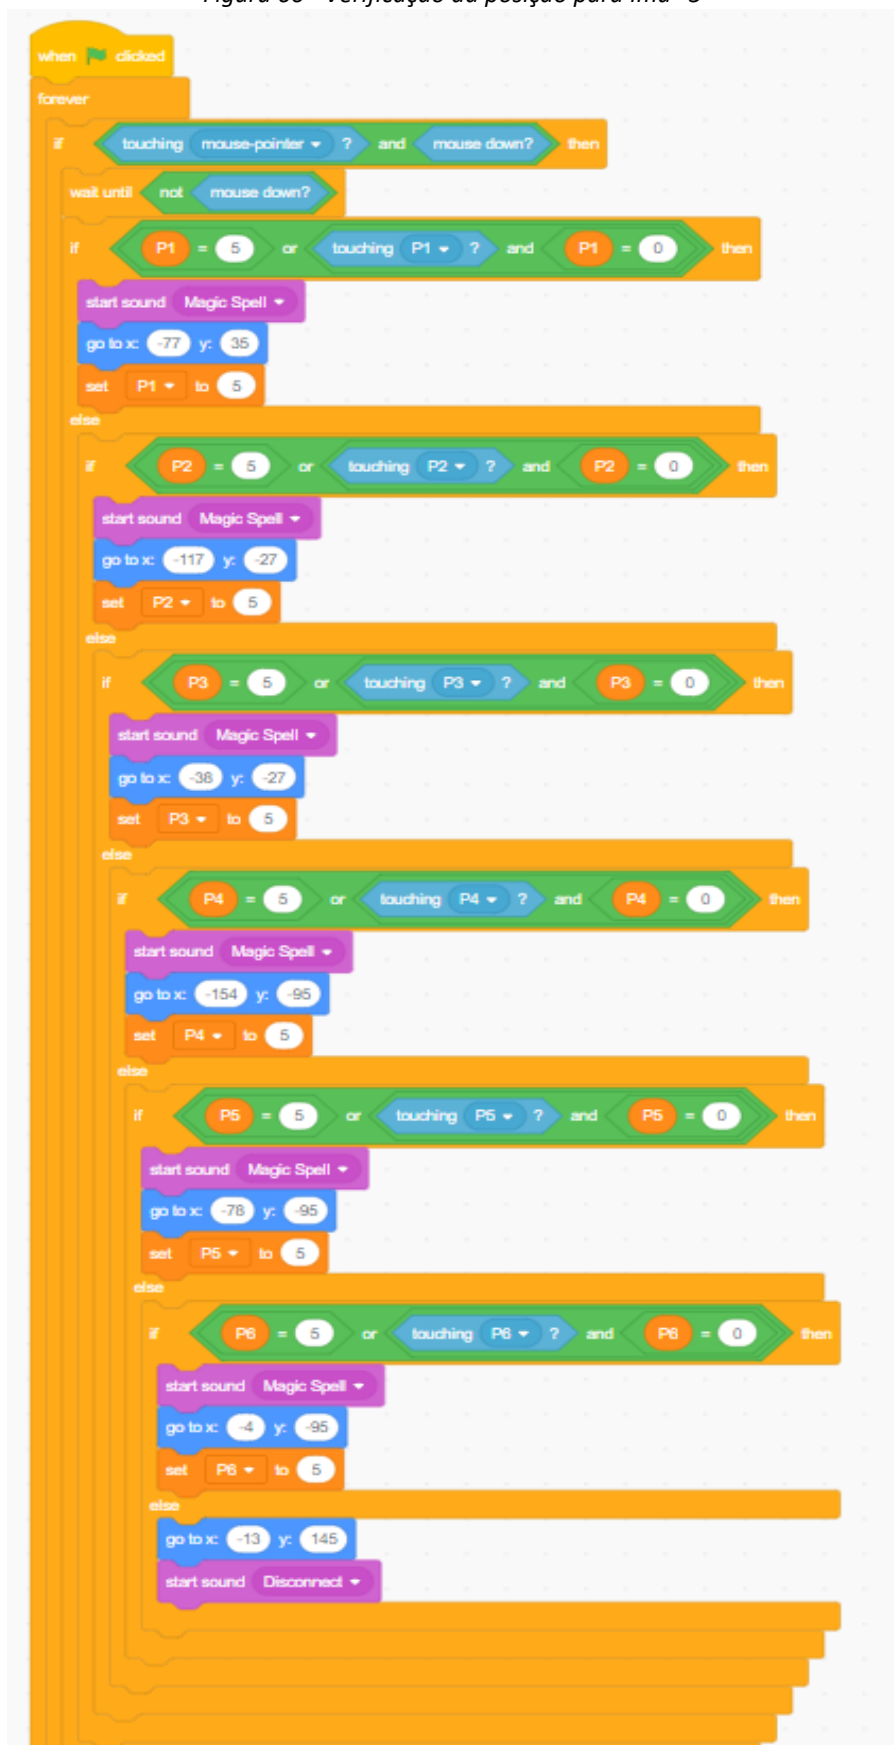 Figura 60 - Verificação da posição para Imã "5"
when clicked
forever
if touching mouse-pointer ? and mouse down? then
wait until not mouse down?
if P1 = 5 or touching P1 ? and P1 = 0 then
start sound Magic Spell
go to x: -77 y: 35
set P1 to 5
else
if P2 = 5 or touching P2 ? and P2 = 0 then
start sound Magic Spell
go to x: -117 y: -27
set P2 to 5
else
if P3 = 5 or touching P3 ? and P3 = 0 then
start sound Magic Spell
go to x: -38 y: -27
set P3 to 5
else
if P4 = 5 or touching P4 ? and P4 = 0 then
start sound Magic Spell
go to x: -154 y: -95
set P4 to 5
else
if P5 = 5 or touching P5 ? and P5 = 0 then
start sound Magic Spell
go to x: -78 y: -95
set P5 to 5
else
if P6 = 5 or touching P6 ? and P6 = 0 then
start sound Magic Spell
go to x: -4 y: -95
set P6 to 5
else
go to x: -13 y: 145
start sound Disconnect